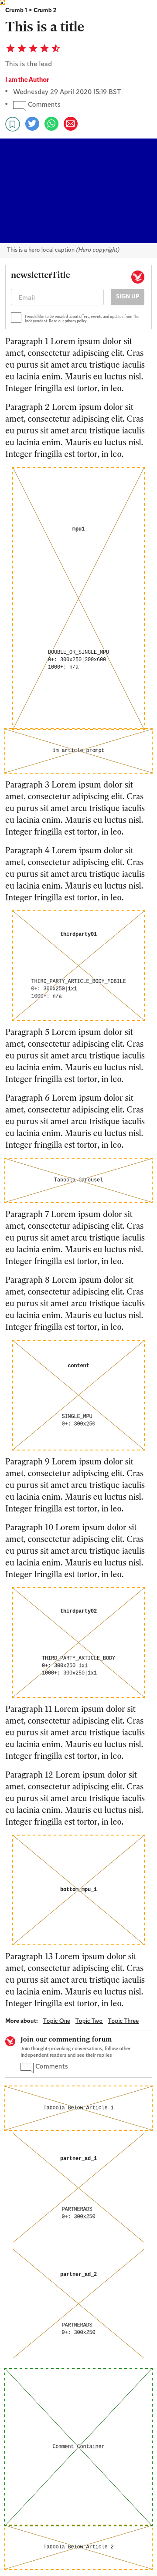 Crumb 1 > Crumb 2
This is a title
This is the lead
I am the Author
Wednesday 29 April 2020 15:19 BST
Comments
This is a hero local caption (Here copyright)
newsletterTitle
Email
SIGN UP
I would like to be emailed about offers, events and updates from The
Independent. Read our privacy policy
Paragraph 1 Lorem ipsum dolor sit
amet, consectetur adipiscing elit. Cras
eu purus sit amet arcu tristique iaculis
eu lacinia enim. Mauris eu luctus nisl.
Integer fringilla est tortor, in leo.
Paragraph 2 Lorem ipsum dolor sit
amet, consectetur adipiscing elit. Cras
eu purus sit amet arcu tristique iaculis
eu lacinia enim. Mauris eu luctus nisl.
Integer fringilla est tortor, in leo.
mpu1
DOUBLE_OR_SINGLE_MPU
0+: 300x250|300x600
1000+: n/a
im article prompt
Paragraph 3 Lorem ipsum dolor sit
amet, consectetur adipiscing elit. Cras
eu purus sit amet arcu tristique iaculis
eu lacinia enim. Mauris eu luctus nisl.
Integer fringilla est tortor, in leo.
Paragraph 4 Lorem ipsum dolor sit
amet, consectetur adipiscing elit. Cras
eu purus sit amet arcu tristique iaculis
eu lacinia enim. Mauris eu luctus nisl.
Integer fringilla est tortor, in leo.
thirdparty01
THIRD_PARTY_ARTICLE_BODY_MOBILE
0+: 300x250|1x1
1000+: n/a
Paragraph 5 Lorem ipsum dolor sit
amet, consectetur adipiscing elit. Cras
eu purus sit amet arcu tristique iaculis
eu lacinia enim. Mauris eu luctus nisl.
Integer fringilla est tortor, in leo.
Paragraph 6 Lorem ipsum dolor sit
amet, consectetur adipiscing elit. Cras
eu purus sit amet arcu tristique iaculis
eu lacinia enim. Mauris eu luctus nisl.
Integer fringilla est tortor, in leo.
Taboola Carousel
Paragraph 7 Lorem ipsum dolor sit
amet, consectetur adipiscing elit. Cras
eu purus sit amet arcu tristique iaculis
eu lacinia enim. Mauris eu luctus nisl.
Integer fringilla est tortor, in leo.
Paragraph 8 Lorem ipsum dolor sit
amet, consectetur adipiscing elit. Cras
eu purus sit amet arcu tristique iaculis
eu lacinia enim. Mauris eu luctus nisl.
Integer fringilla est tortor, in leo.
content
SINGLE_MPU
0+: 300x250
Paragraph 9 Lorem ipsum dolor sit
amet, consectetur adipiscing elit. Cras
eu purus sit amet arcu tristique iaculis
eu lacinia enim. Mauris eu luctus nisl.
Integer fringilla est tortor, in leo.
Paragraph 10 Lorem ipsum dolor sit
amet, consectetur adipiscing elit. Cras
eu purus sit amet arcu tristique iaculis
eu lacinia enim. Mauris eu luctus nisl.
Integer fringilla est tortor, in leo.
thirdparty02
THIRD_PARTY_ARTICLE_BODY
0+: 300x250|1x1
1000+: 300x250|1x1
Paragraph 11 Lorem ipsum dolor sit
amet, consectetur adipiscing elit. Cras
eu purus sit amet arcu tristique iaculis
eu lacinia enim. Mauris eu luctus nisl.
Integer fringilla est tortor, in leo.
Paragraph 12 Lorem ipsum dolor sit
amet, consectetur adipiscing elit. Cras
eu purus sit amet arcu tristique iaculis
eu lacinia enim. Mauris eu luctus nisl.
Integer fringilla est tortor, in leo.
bottom_mpu_1
Paragraph 13 Lorem ipsum dolor sit
amet, consectetur adipiscing elit. Cras
eu purus sit amet arcu tristique iaculis
eu lacinia enim. Mauris eu luctus nisl.
Integer fringilla est tortor, in leo.
More about: Topic One Topic Two Topic Three
Join our commenting forum
Join thought-provoking conversations, follow other
Independent readers and see their replies
Comments
Taboola Below Article 1
partner_ad_1
PARTNERADS
0+: 300x250
partner_ad_2
PARTNERADS
0+: 300x250
Comment Container
Taboola Below Article 2